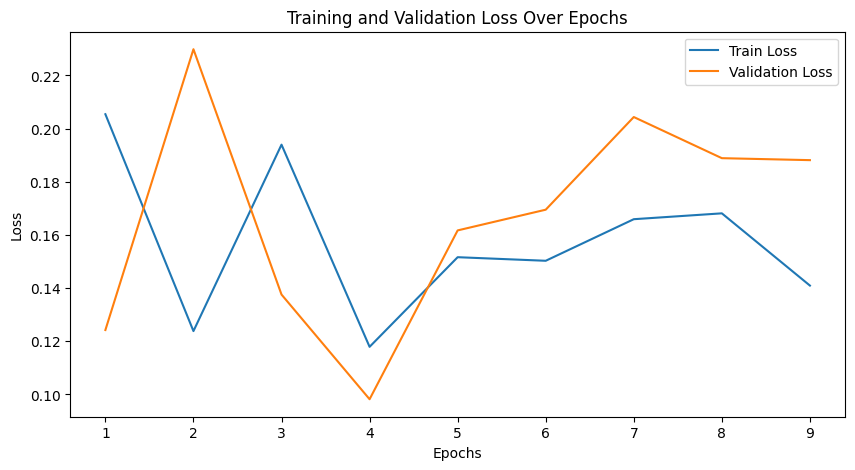 Training and Validation Loss Over Epochs
Train Loss
Validation Loss
Loss
0.22
0.20
0.18
0.16
0.14
0.12
0.10
1 2 3 4 5 6 7 8 9
Epochs